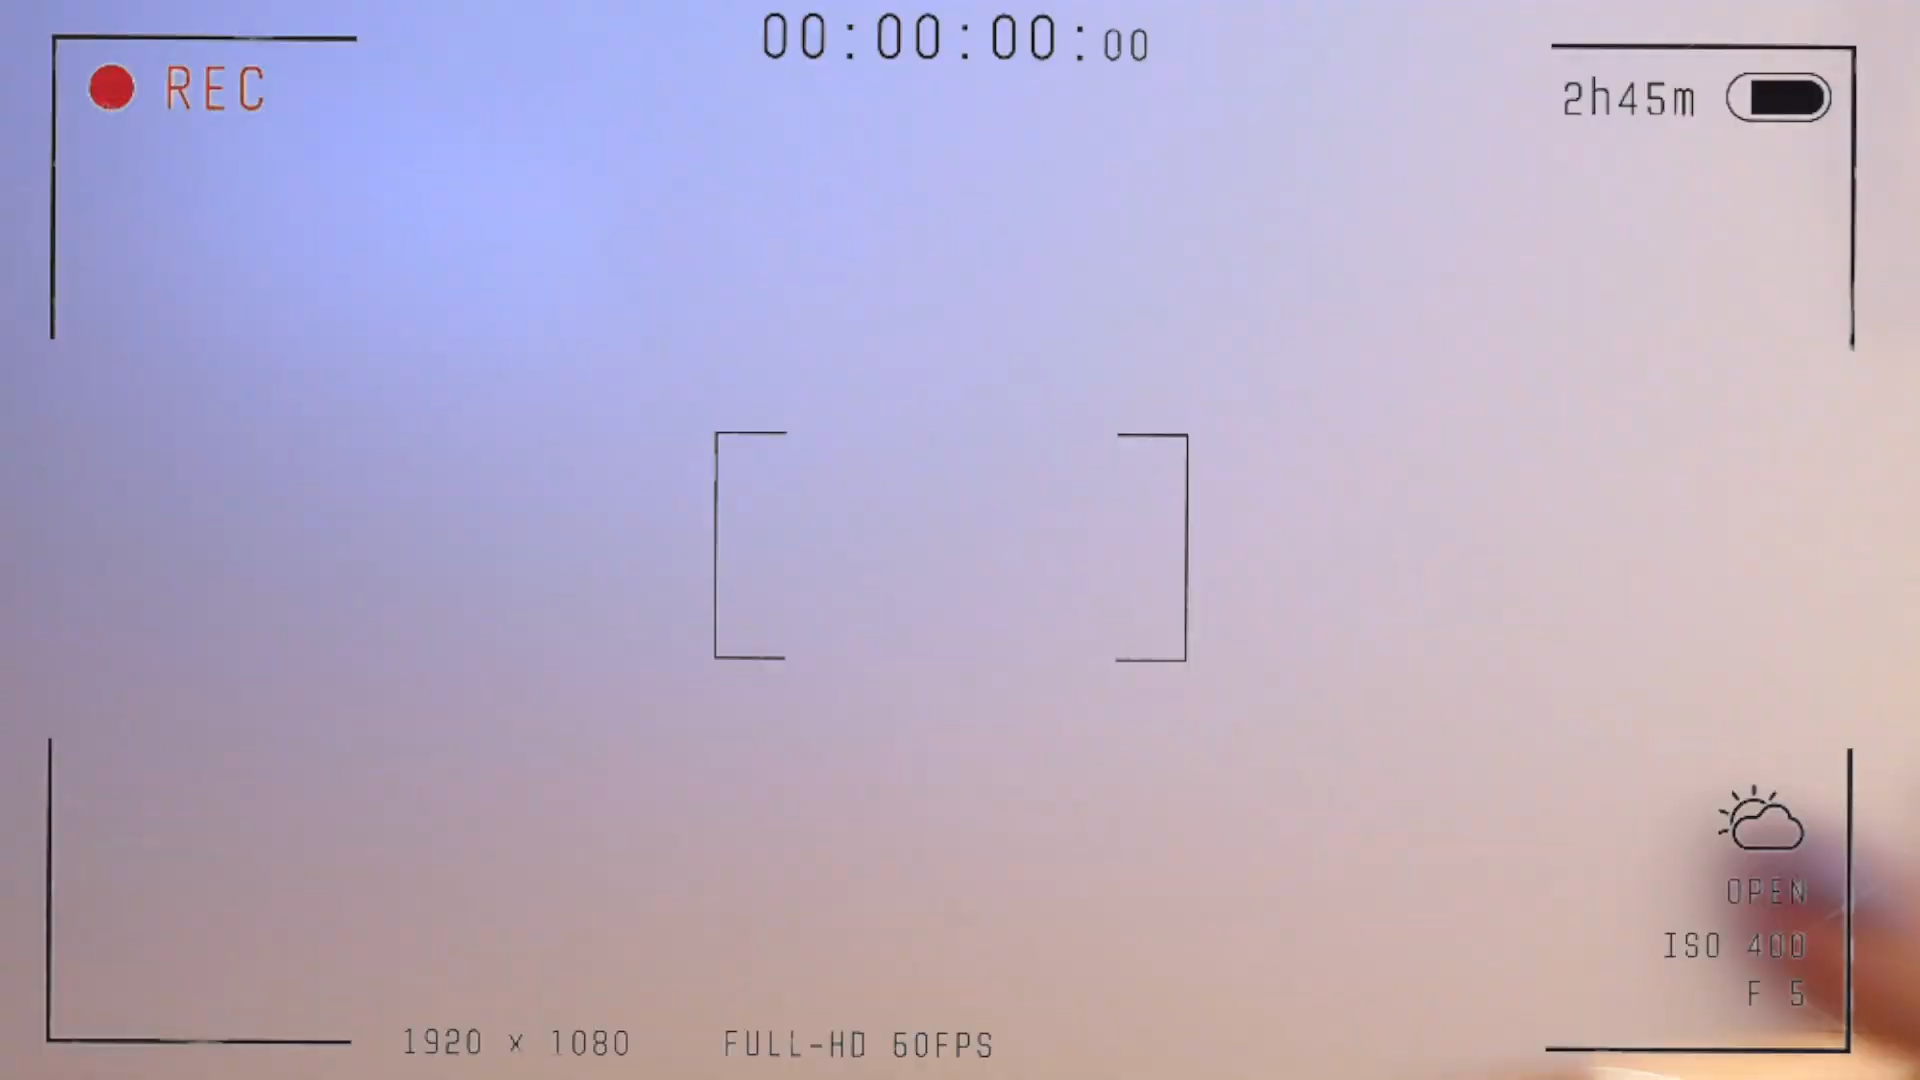 00:00:00:00
REC
2h45m
OPEN
ISO 400
F 5
1920 × 1080
FULL-HD 60FPS